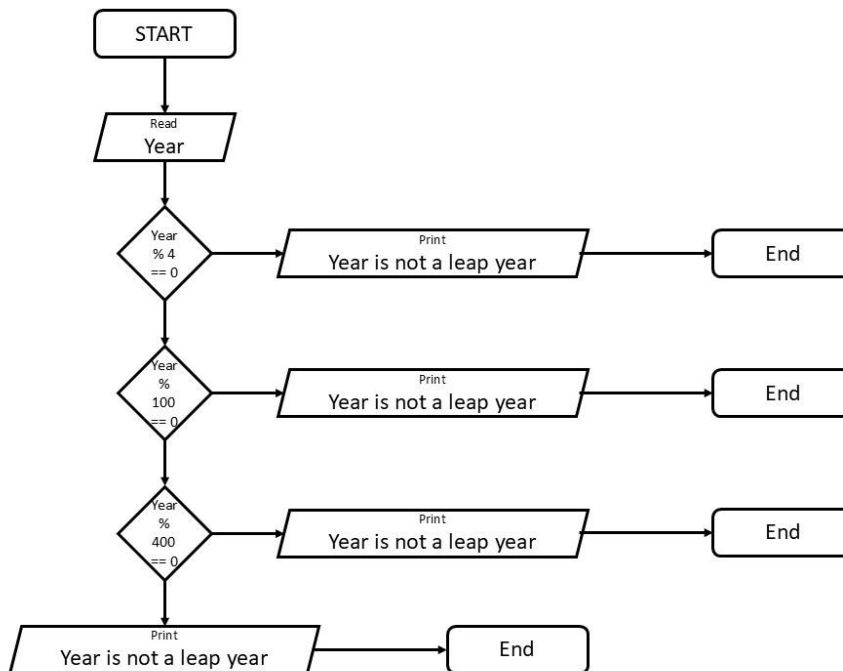 START
Read
Year
Year
% 4
== 0
Print
Year is not a leap year
End
Year
%
100
== 0
Print
Year is not a leap year
End
Year
%
400
== 0
Print
Year is not a leap year
End
Print
Year is not a leap year
End